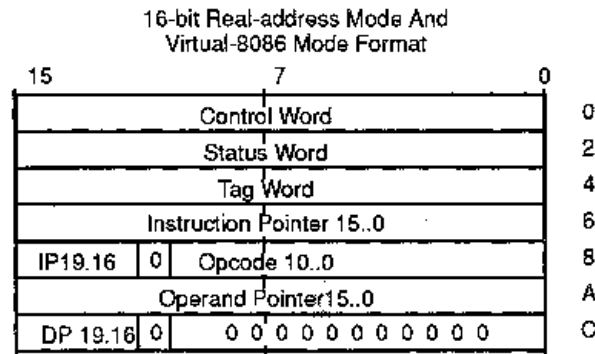 16-bit Real-address Mode And
Virtual-8086 Mode Format
15 7 0
Control Word 0
Status Word 2
Tag Word 4
Instruction Pointer 15..0 6
IP19.16 0 Opcode 10..0 8
Operand Pointer15..0 A
DP 19.16 0 0 0 0 0 0 0 0 0 0 0 0 C